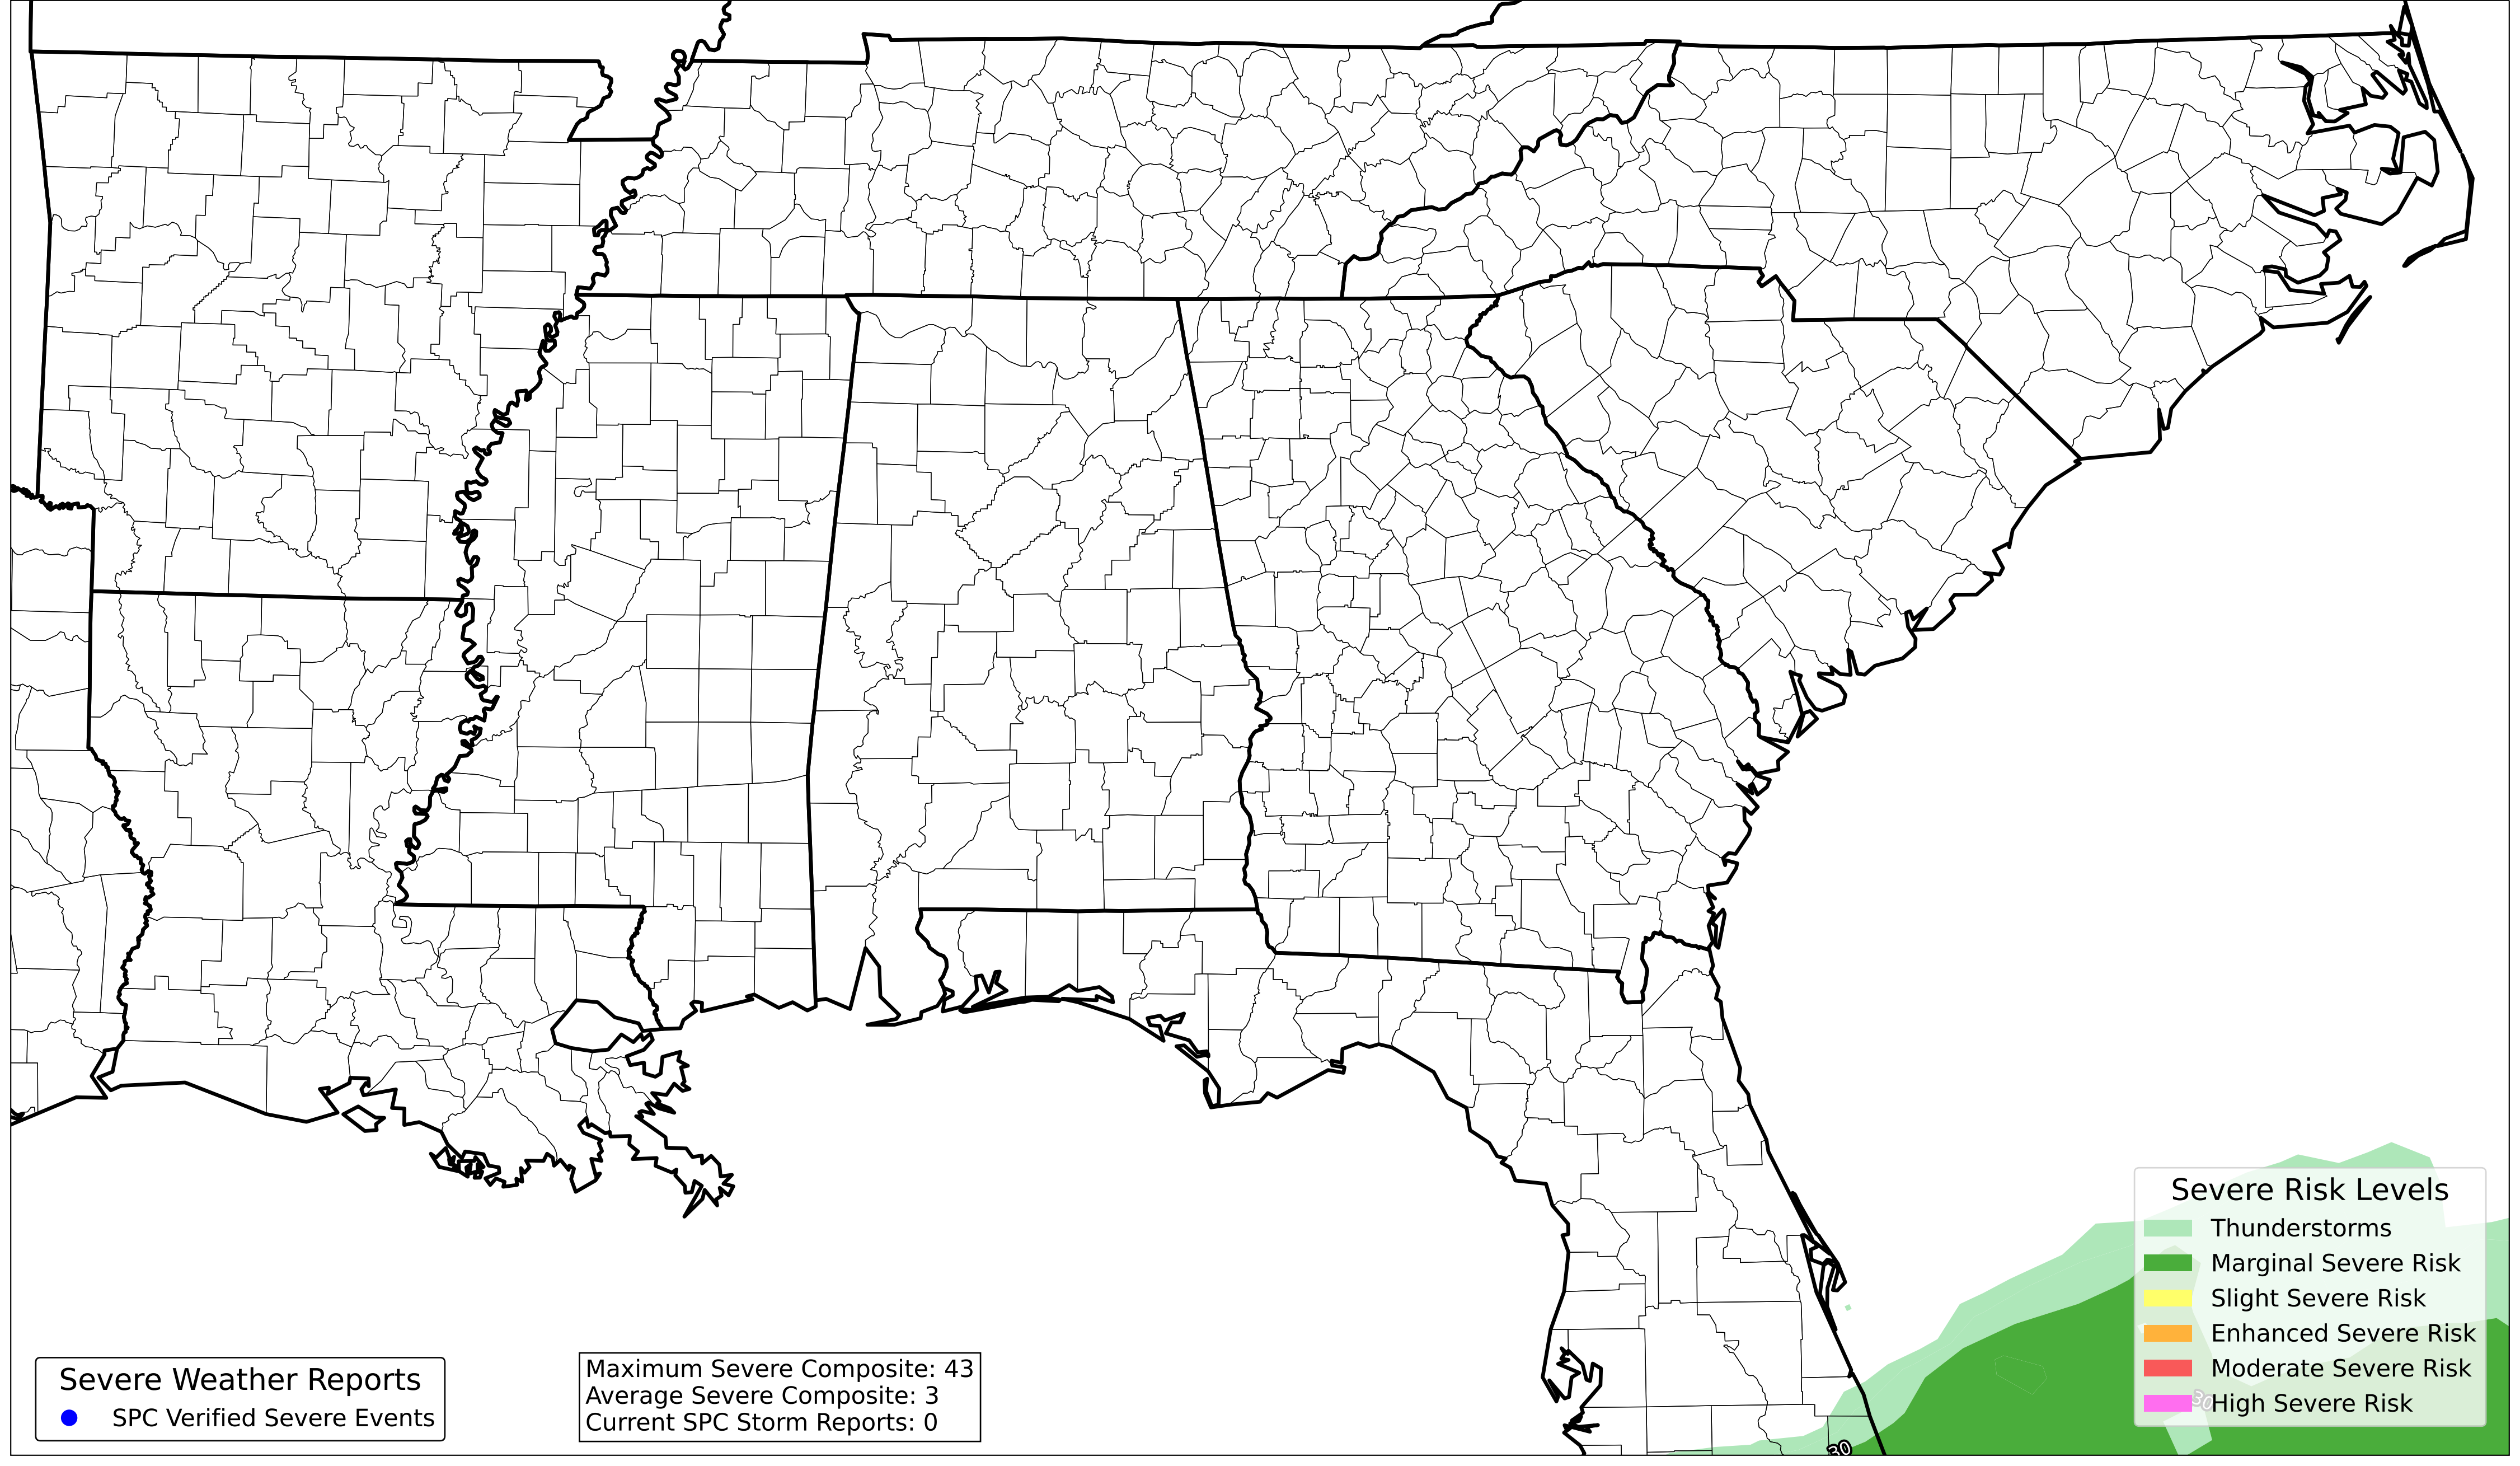 Severe Risk Levels
Thunderstorms
Marginal Severe Risk
Slight Severe Risk
Enhanced Severe Risk
Moderate Severe Risk
High Severe Risk
30
Severe Weather Reports
SPC Verified Severe Events
Maximum Severe Composite: 43
Average Severe Composite: 3
Current SPC Storm Reports: 0
30